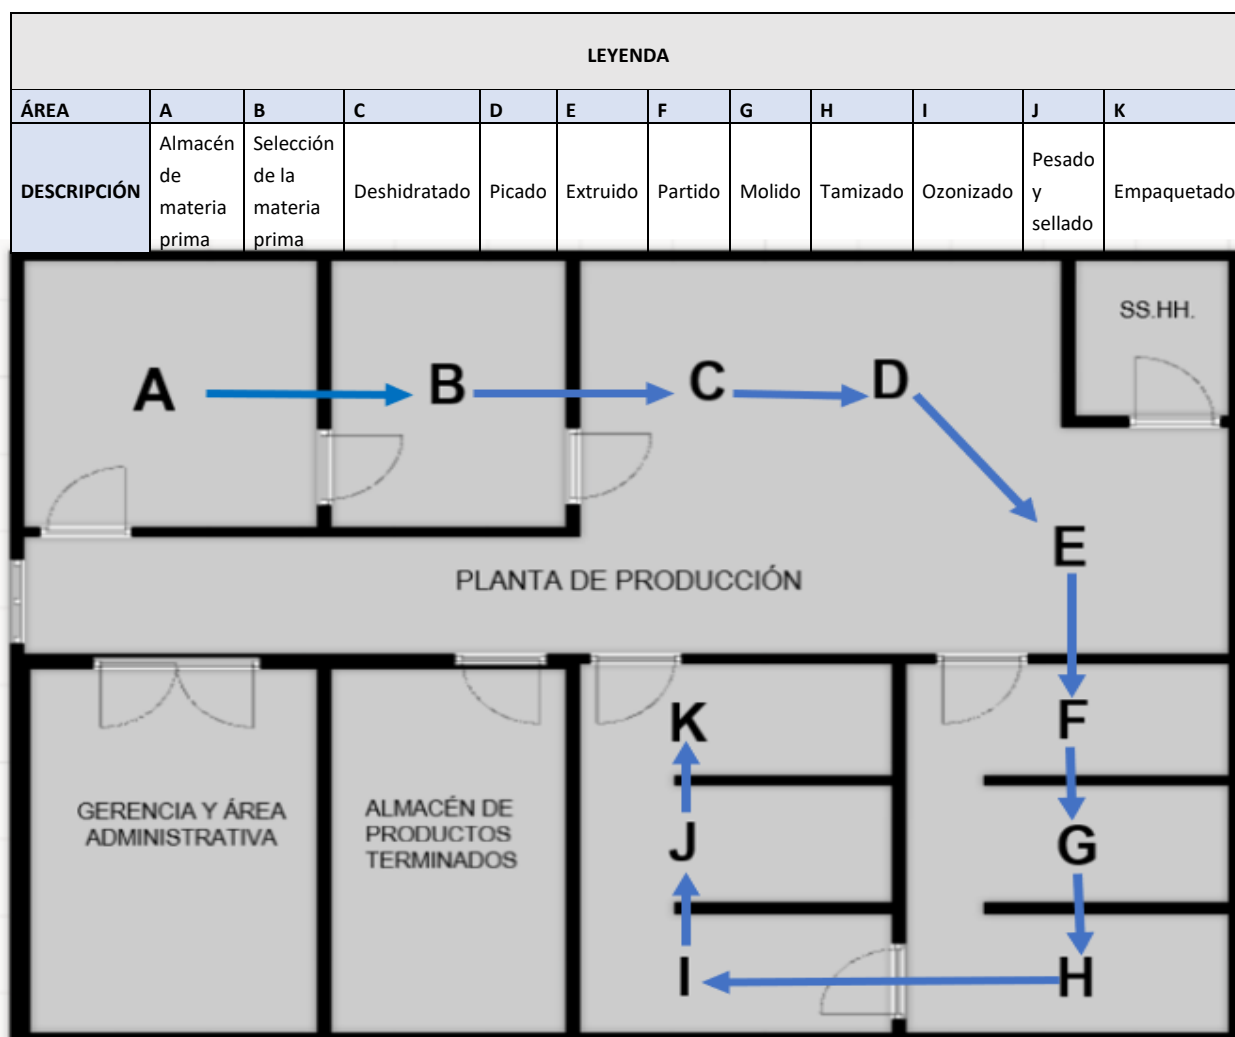 LEYENDA
ÁREA A B C D E F G H I J K
DESCRIPCIÓN
Almacén
de
materia
prima
Selección
de la
materia
prima
Deshidratado
Picado
Extruido
Partido
Molido
Tamizado
Ozonizado
Pesado
y
sellado
Empaquetado
SS.HH.
A
B
C
D
E
PLANTA DE PRODUCCIÓN
K
F
GERENCIA Y ÁREA
ADMINISTRATIVA
ALMACÉN DE
PRODUCTOS
TERMINADOS
J
G
I
H